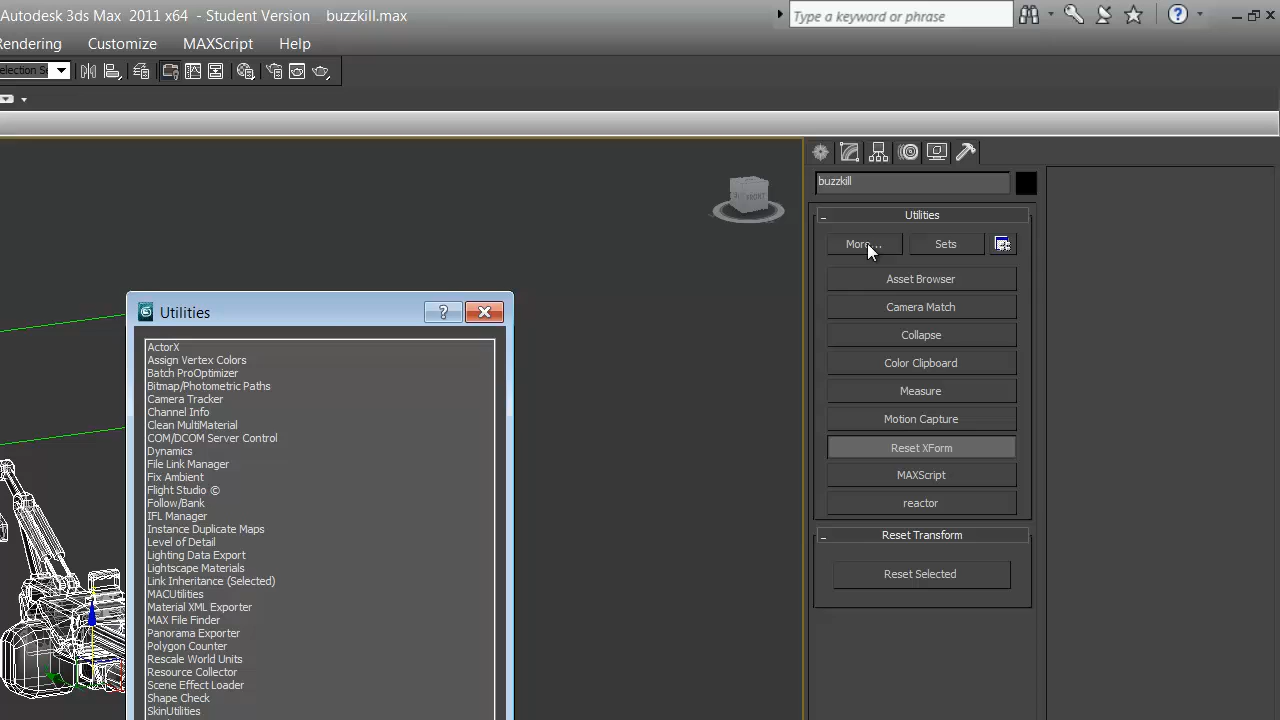 Autodesk 3ds Max 2011 x64 - Student Version buzzkill.max
Type a keyword or phrase
Rendering Customize MAXScript Help
buzzkill
Utilities
More... Sets
Asset Browser
Camera Match
Collapse
Color Clipboard
Measure
Motion Capture
Reset XForm
MAXScript
reactor
Reset Transform
Reset Selected
Utilities
ActorX
Assign Vertex Colors
Batch ProOptimizer
Bitmap/Photometric Paths
Camera Tracker
Channel Info
Clean MultiMaterial
COM/DCOM Server Control
Dynamics
File Link Manager
Fix Ambient
Flight Studio ©
Follow/Bank
IFL Manager
Instance Duplicate Maps
Level of Detail
Lighting Data Export
Lightscape Materials
Link Inheritance (Selected)
MACUtilities
Material XML Exporter
MAX File Finder
Panorama Exporter
Polygon Counter
Rescale World Units
Resource Collector
Scene Effect Loader
Shape Check
SkinUtilities